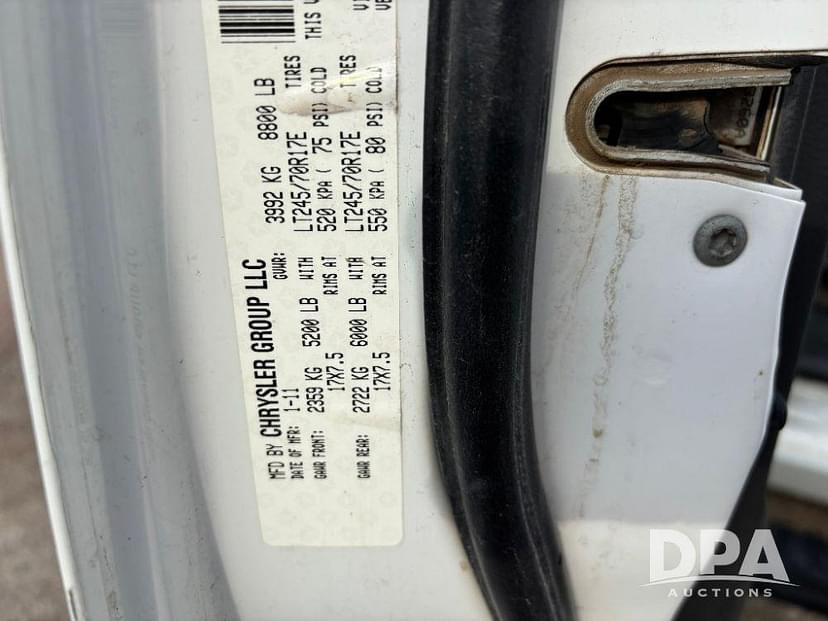 MFD BY CHRYSLER GROUP LLC
DATE OF MFR: 1-11 GVWR: 3992 KG 8800 LB
GAWR FRONT: 2359 KG 5200 LB WITH LT245/70R17E TIRES
17X7.5 RIMS AT 520 KPA ( 75 PSI) COLD
GAWR REAR: 2722 KG 6000 LB WITH LT245/70R17E TIRES
17X7.5 RIMS AT 550 KPA ( 80 PSI) COLD
THIS
DPA
AUCTIONS